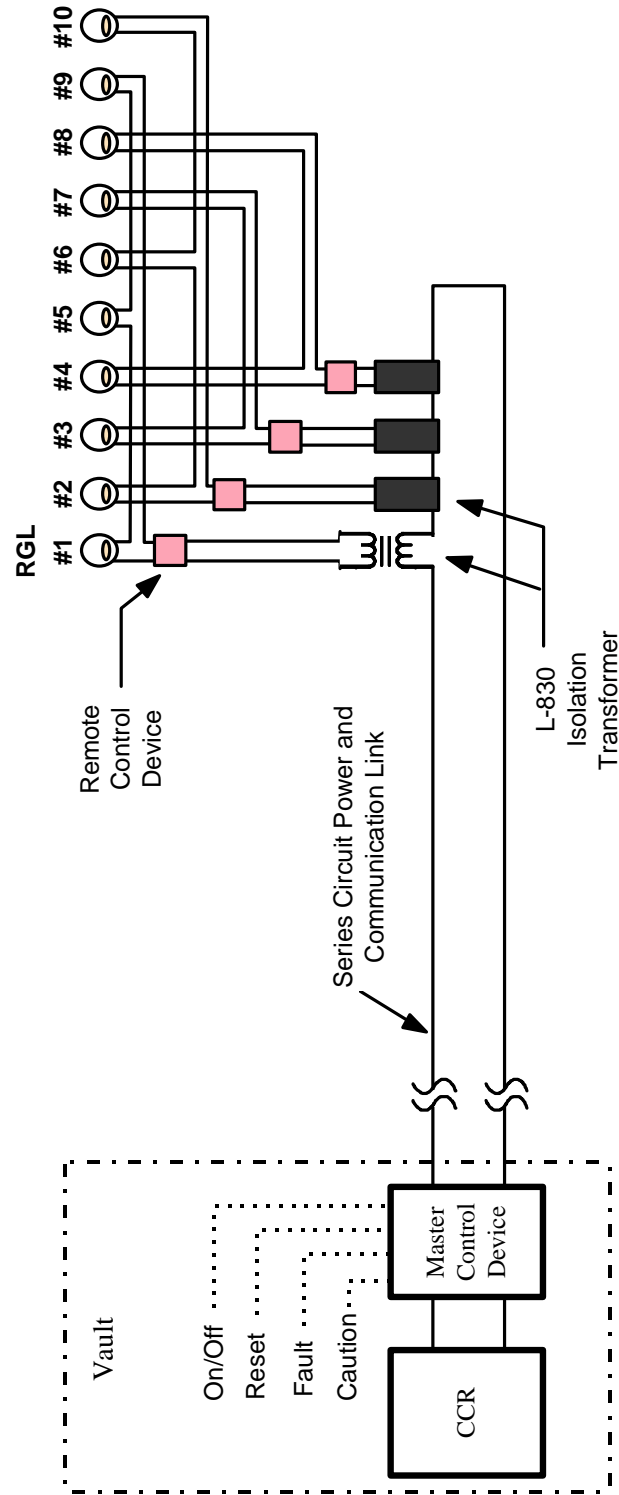 RGL
#1 #2 #3 #4 #5 #6 #7 #8 #9 #10
Remote
Control
Device
Series Circuit Power and
Communication Link
L-830
Isolation
Transformer
Vault
On/Off
Reset
Fault
Caution
CCR
Master
Control
Device